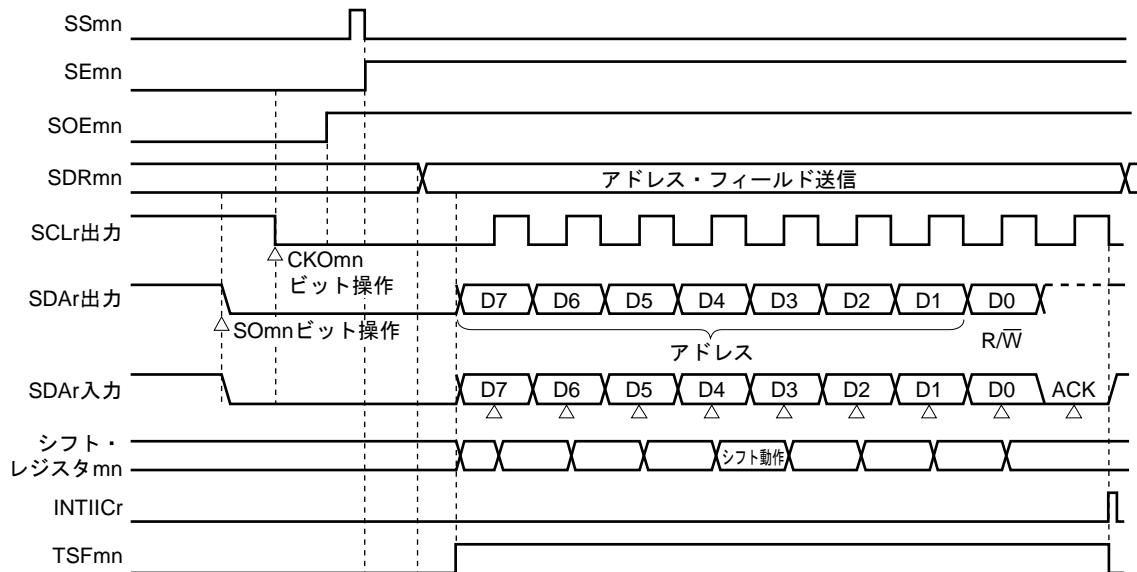 SSmn
SEmn
SOEmn
SDRmn
アドレス・フィールド送信
SCLr出力
CKOmn
ビット操作
SDAr出力
D7 D6 D5 D4 D3 D2 D1 D0
SOmnビット操作
アドレス
R/W̅
SDAr入力
D7 D6 D5 D4 D3 D2 D1 D0 ACK
シフト・
レジスタmn
シフト動作
INTIICr
TSFmn